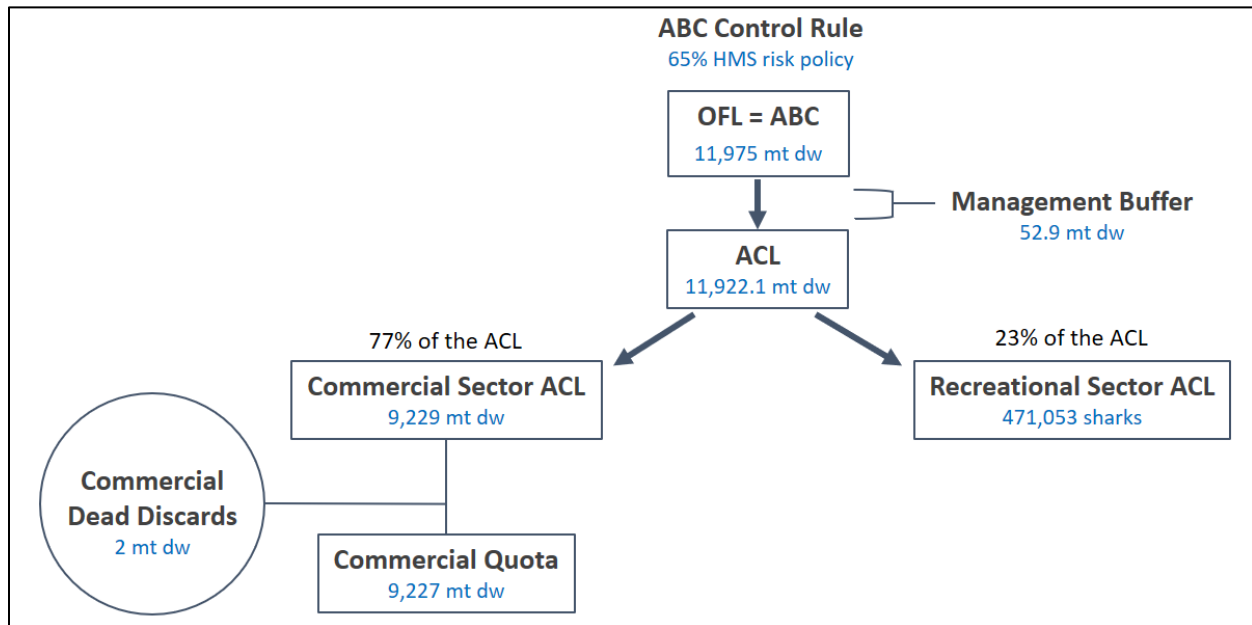 ABC Control Rule
65% HMS risk policy
OFL = ABC
11,975 mt dw
Management Buffer
52.9 mt dw
ACL
11,922.1 mt dw
77% of the ACL
Commercial Sector ACL
9,229 mt dw
23% of the ACL
Recreational Sector ACL
471,053 sharks
Commercial
Dead Discards
2 mt dw
Commercial Quota
9,227 mt dw